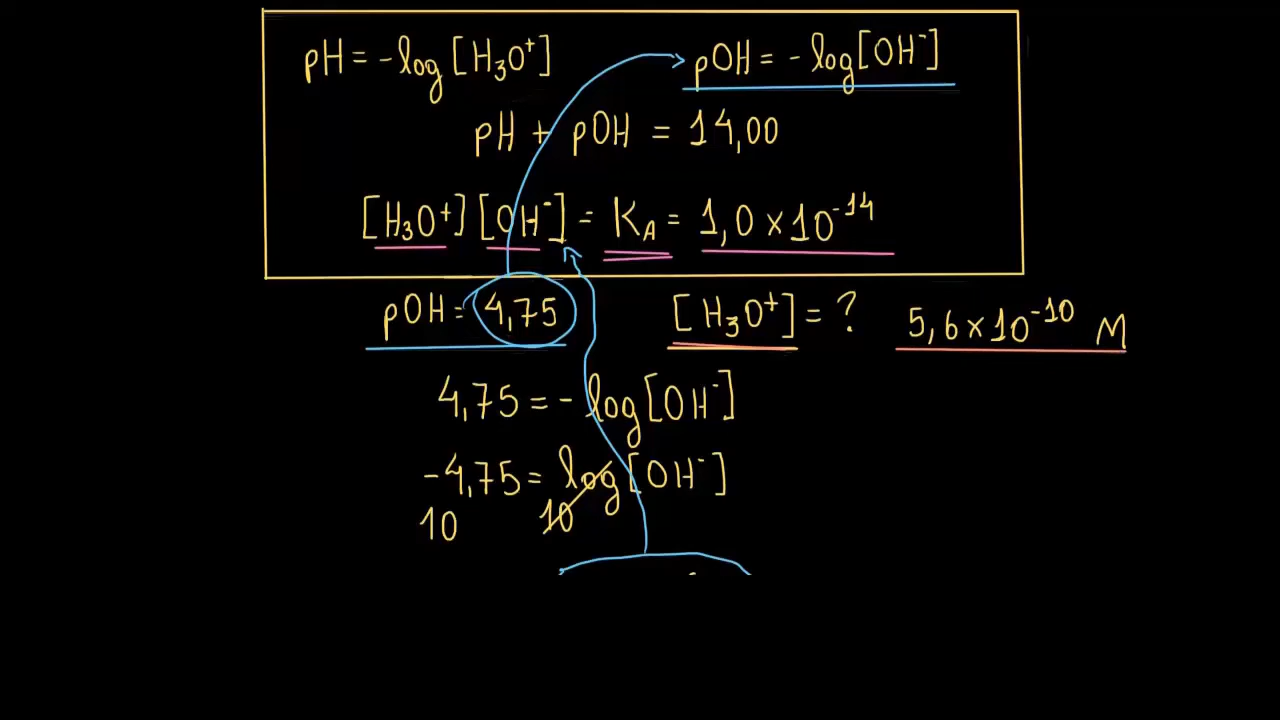 pH = -log [H₃O⁺] pOH = -log[OH⁻]
pH + pOH = 14,00
[H₃O⁺] [OH⁻] = K_A = 1,0 × 10⁻¹⁴
pOH = 4,75 [H₃O⁺] = ? 5,6 × 10⁻¹⁰ M
4,75 = -log [OH⁻]
-4,75 = log [OH⁻]
10 10